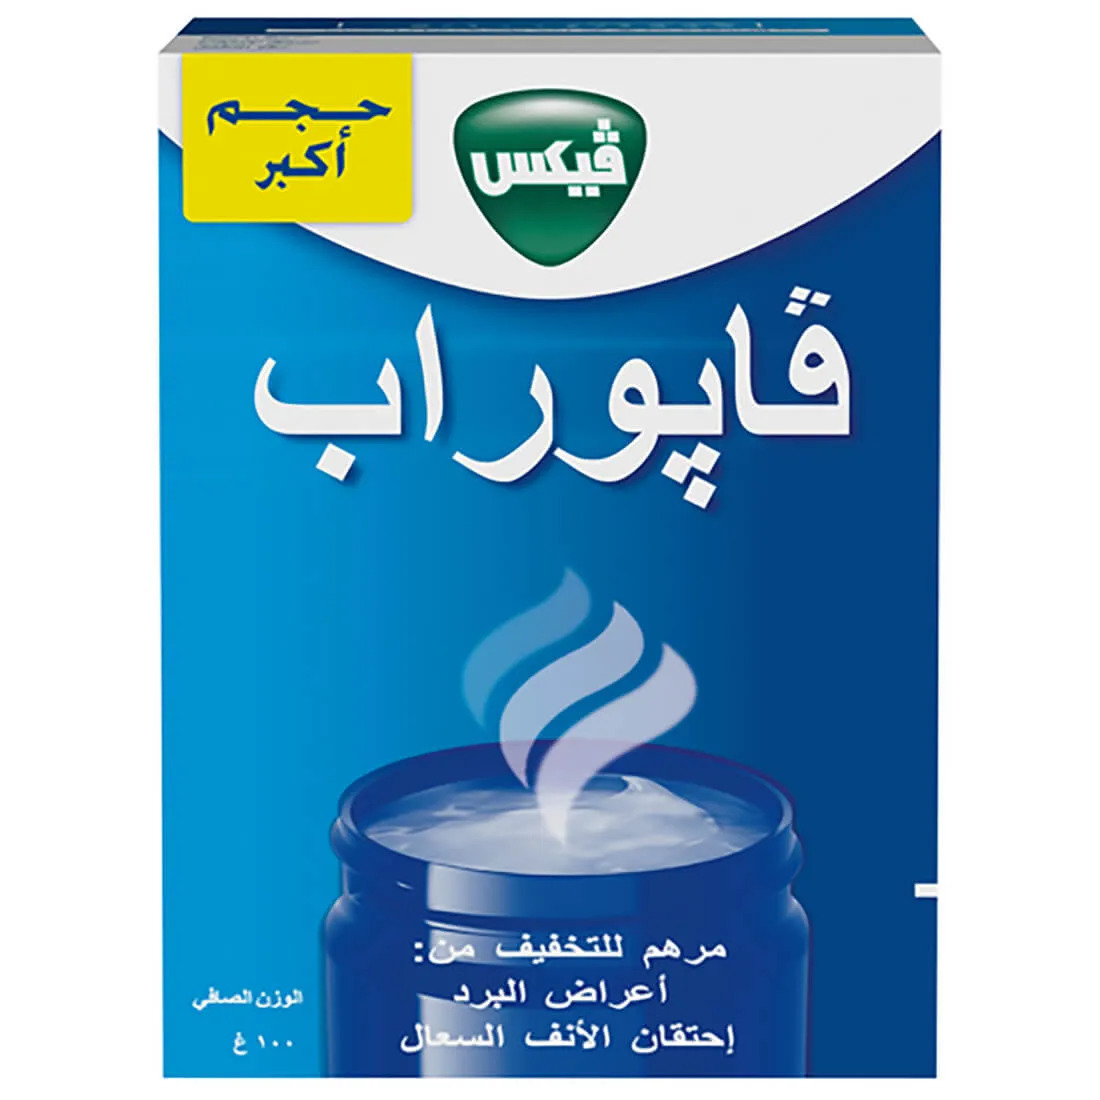 حجم
أكبر
ڤيكس
ڤاپوراب
مرهم للتخفيف من:
أعراض البرد
إحتقان الأنف السعال
الوزن الصافي
١٠٠ غ